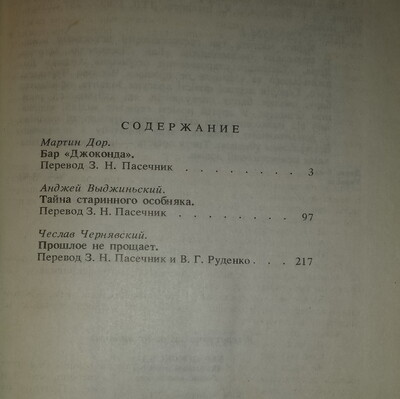 СОДЕРЖАНИЕ
Мартин Дор.
Бар «Джоконда».
Перевод З. Н. Пасечник . . . . . . . . 3
Анджей Выджиньский.
Тайна старинного особняка.
Перевод З. Н. Пасечник . . . . . . . . 97
Чеслав Чернявский.
Прошлое не прощает.
Перевод З. Н. Пасечник и В. Г. Руденко . . . 217